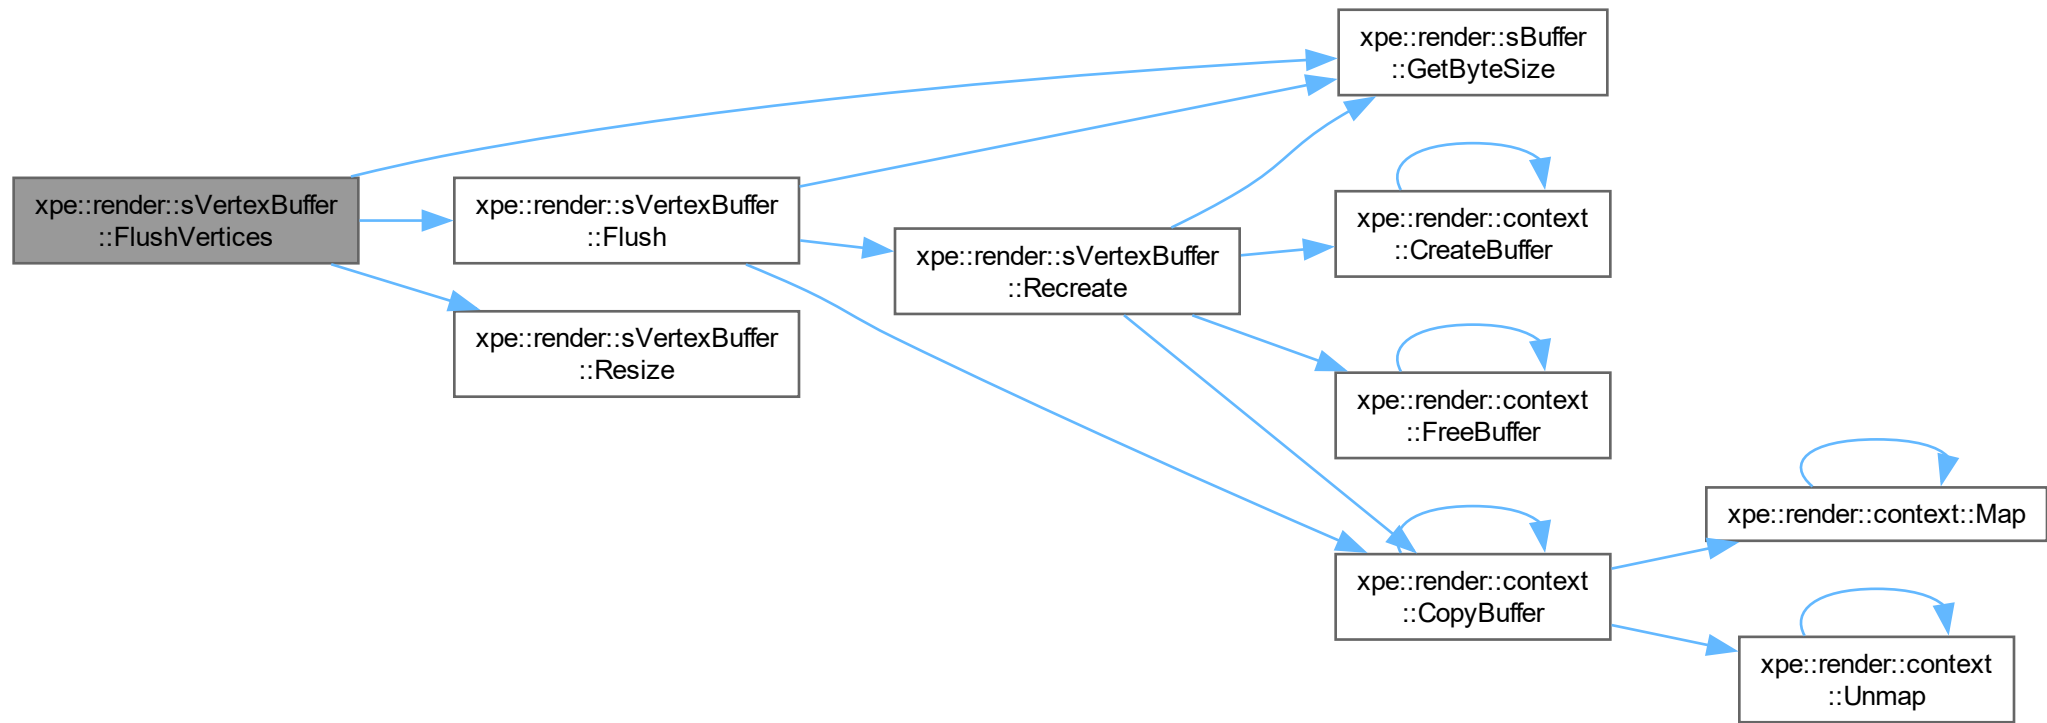 xpe::render::sVertexBuffer
::FlushVertices
xpe::render::sVertexBuffer
::Flush
xpe::render::sVertexBuffer
::Resize
xpe::render::sVertexBuffer
::Recreate
xpe::render::sBuffer
::GetByteSize
xpe::render::context
::CreateBuffer
xpe::render::context
::FreeBuffer
xpe::render::context
::CopyBuffer
xpe::render::context::Map
xpe::render::context
::Unmap